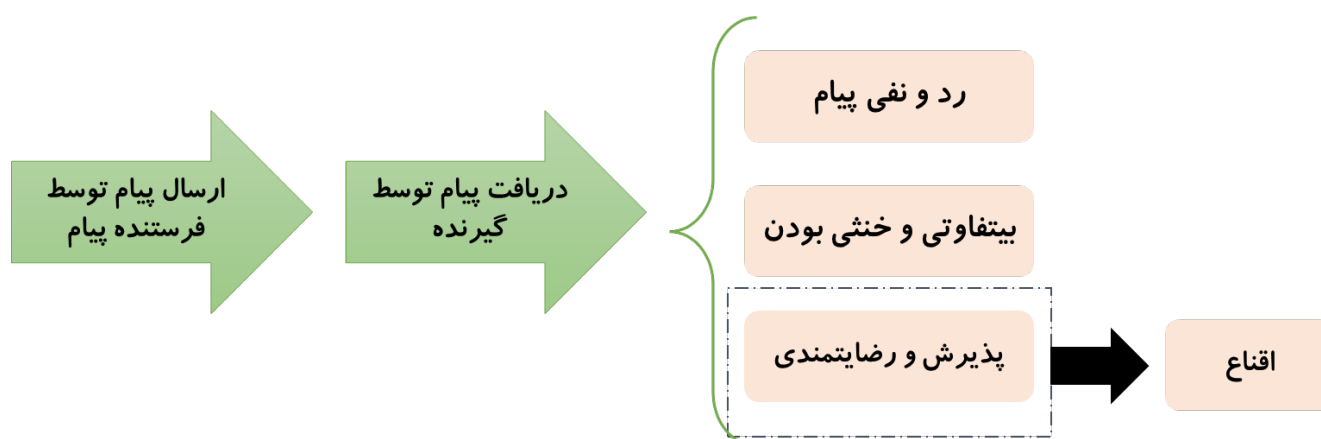 ارسال پیام توسط
فرستنده پیام
دریافت پیام توسط
گیرنده
رد و نفی پیام
بیتفاوتی و خنثی بودن
پذیرش و رضایتمندی
اقناع